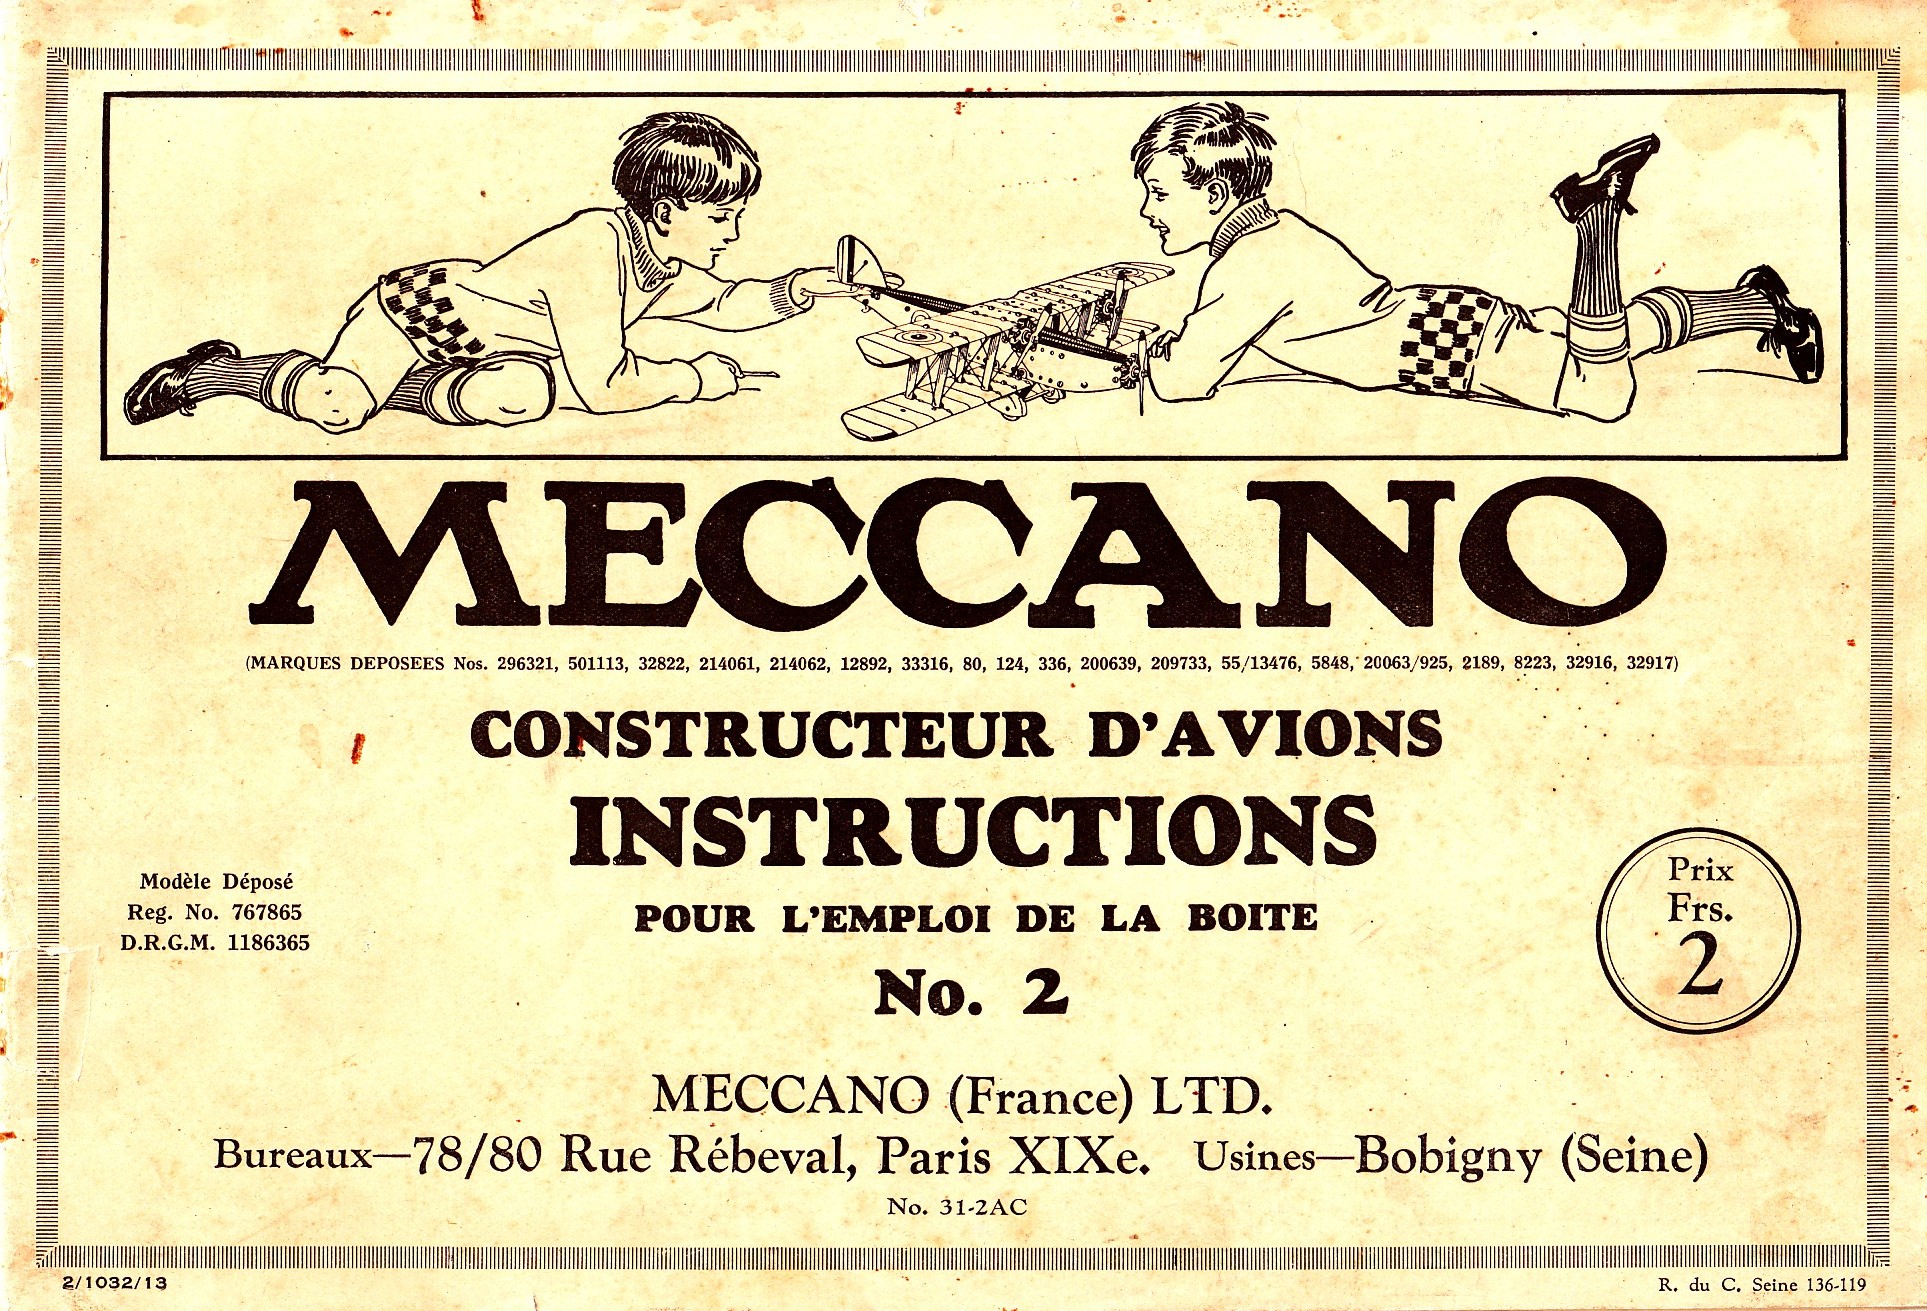 MECCANO
(MARQUES DEPOSEES Nos. 296321, 501113, 32822, 214061, 214062, 12892, 33316, 80, 124, 336, 200639, 209733, 55/13476, 5848, 20063/925, 2189, 8223, 32916, 32917)
CONSTRUCTEUR D'AVIONS
INSTRUCTIONS
POUR L'EMPLOI DE LA BOITE
No. 2
Modèle Déposé
Reg. No. 767865
D.R.G.M. 1186365
Prix
Frs.
2
MECCANO (France) LTD.
Bureaux—78/80 Rue Rébeval, Paris XIXe. Usines—Bobigny (Seine)
No. 31-2AC
2/1032/13
R. du C. Seine 136-119